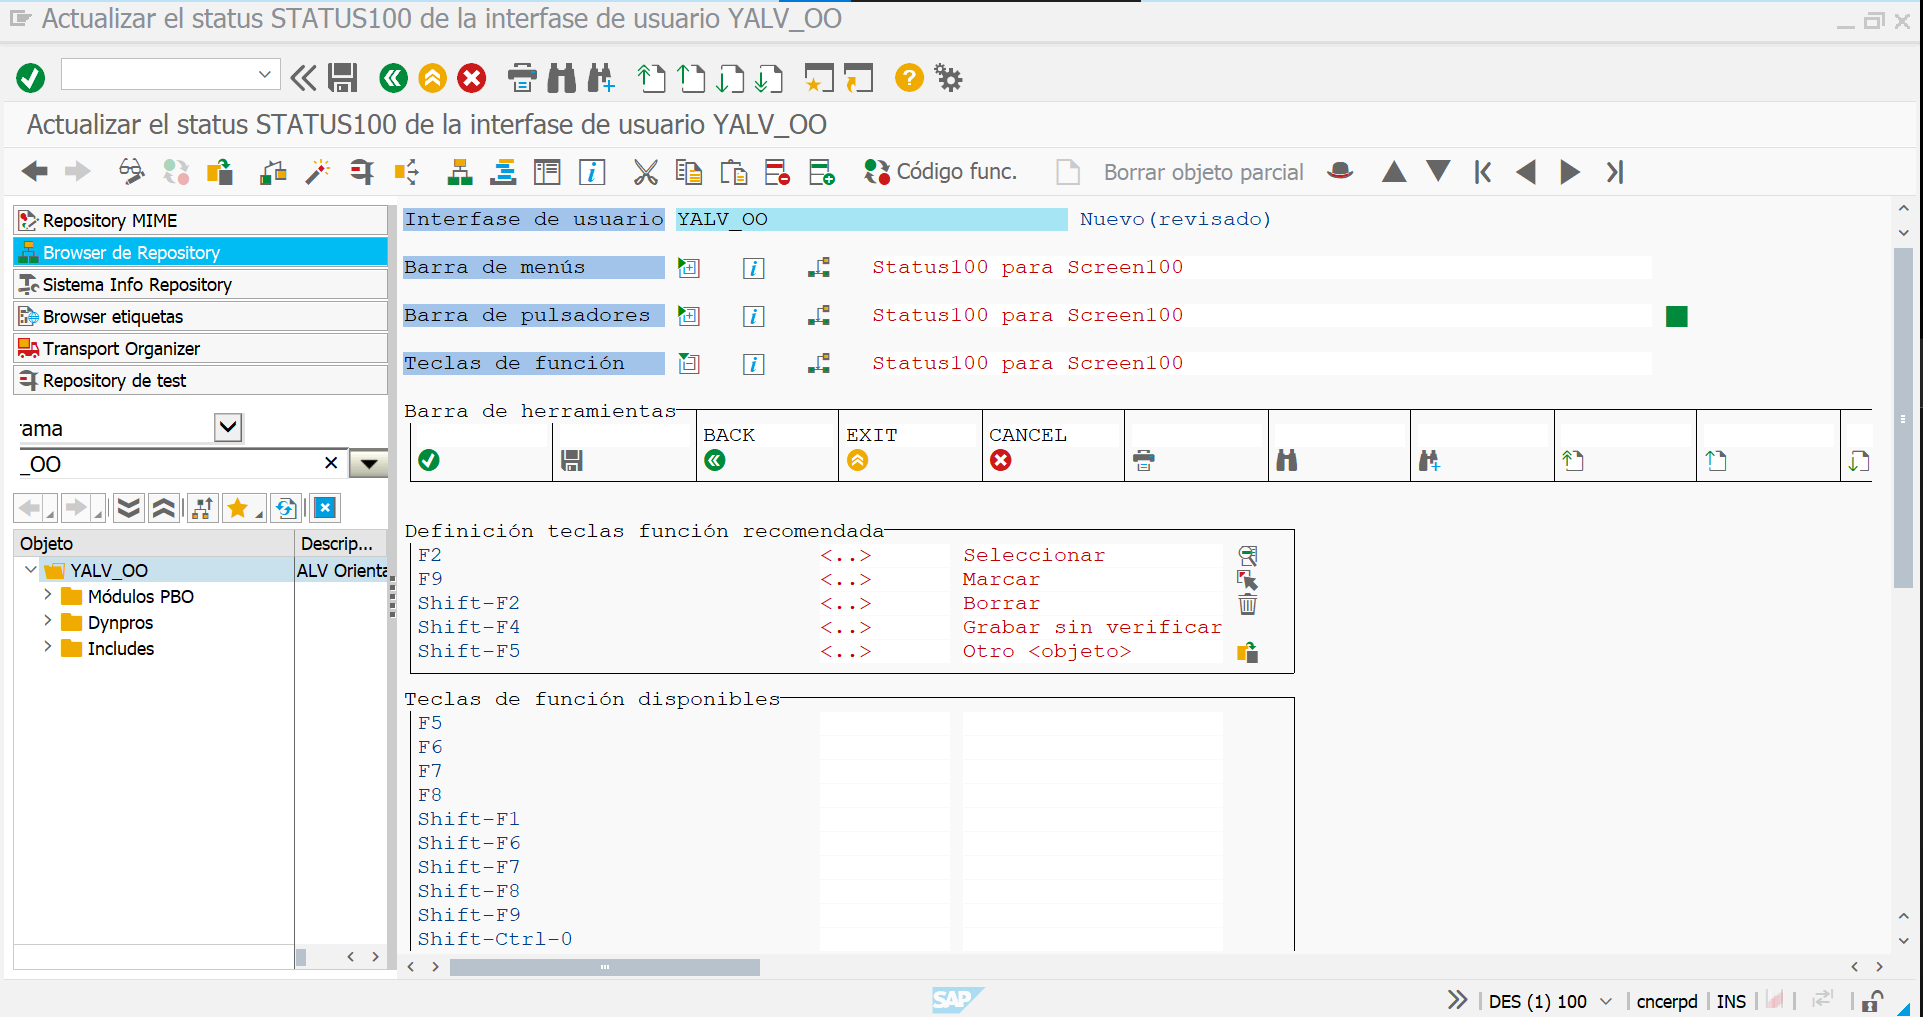 Actualizar el status STATUS100 de la interfase de usuario YALV_OO
Actualizar el status STATUS100 de la interfase de usuario YALV_OO
Código func.
Borrar objeto parcial
Repository MIME
Browser de Repository
Sistema Info Repository
Browser etiquetas
Transport Organizer
Repository de test
rama
_OO
Objeto Descrip...
YALV_OO ALV Orienta
Módulos PBO
Dynpros
Includes
Interfase de usuario YALV_OO Nuevo(revisado)
Barra de menús Status100 para Screen100
Barra de pulsadores Status100 para Screen100
Teclas de función Status100 para Screen100
Barra de herramientas
BACK EXIT CANCEL
Definición teclas función recomendada
F2 <..> Seleccionar
F9 <..> Marcar
Shift-F2 <..> Borrar
Shift-F4 <..> Grabar sin verificar
Shift-F5 <..> Otro <objeto>
Teclas de función disponibles
F5
F6
F7
F8
Shift-F1
Shift-F6
Shift-F7
Shift-F8
Shift-F9
Shift-Ctrl-0
SAP
DES (1) 100 cncerpd INS